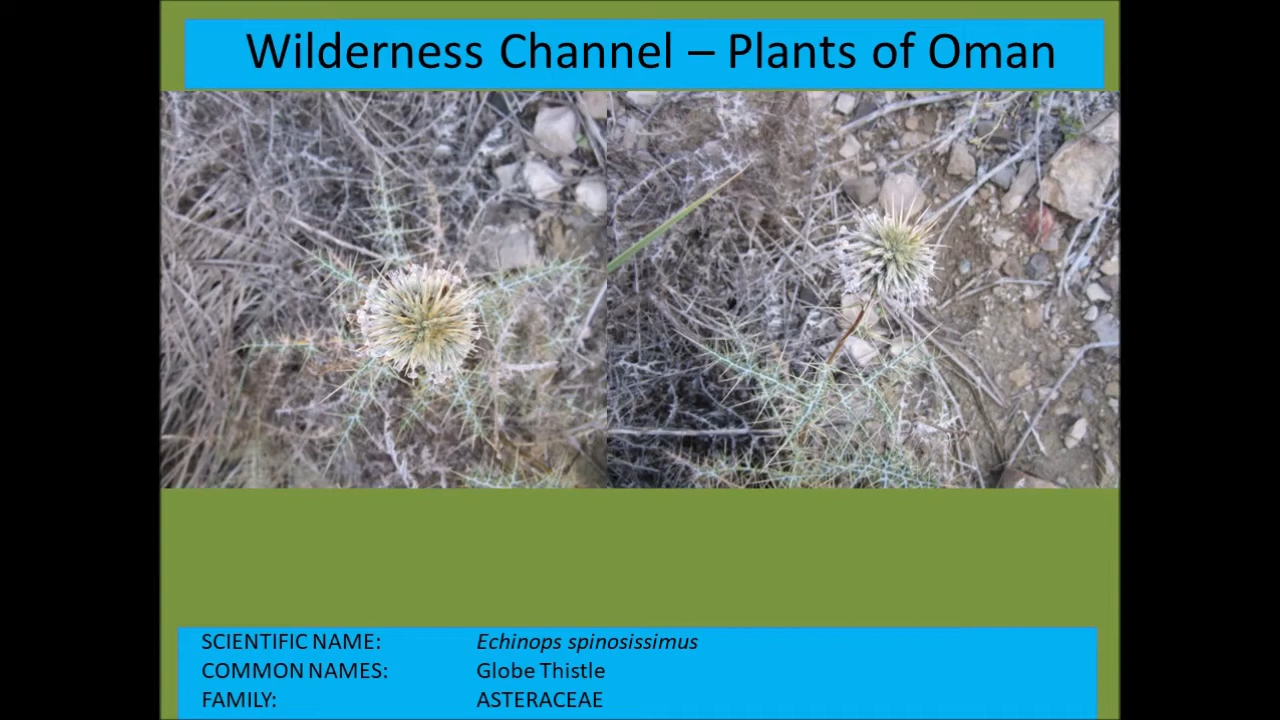 Wilderness Channel – Plants of Oman
SCIENTIFIC NAME: Echinops spinosissimus
COMMON NAMES: Globe Thistle
FAMILY: ASTERACEAE